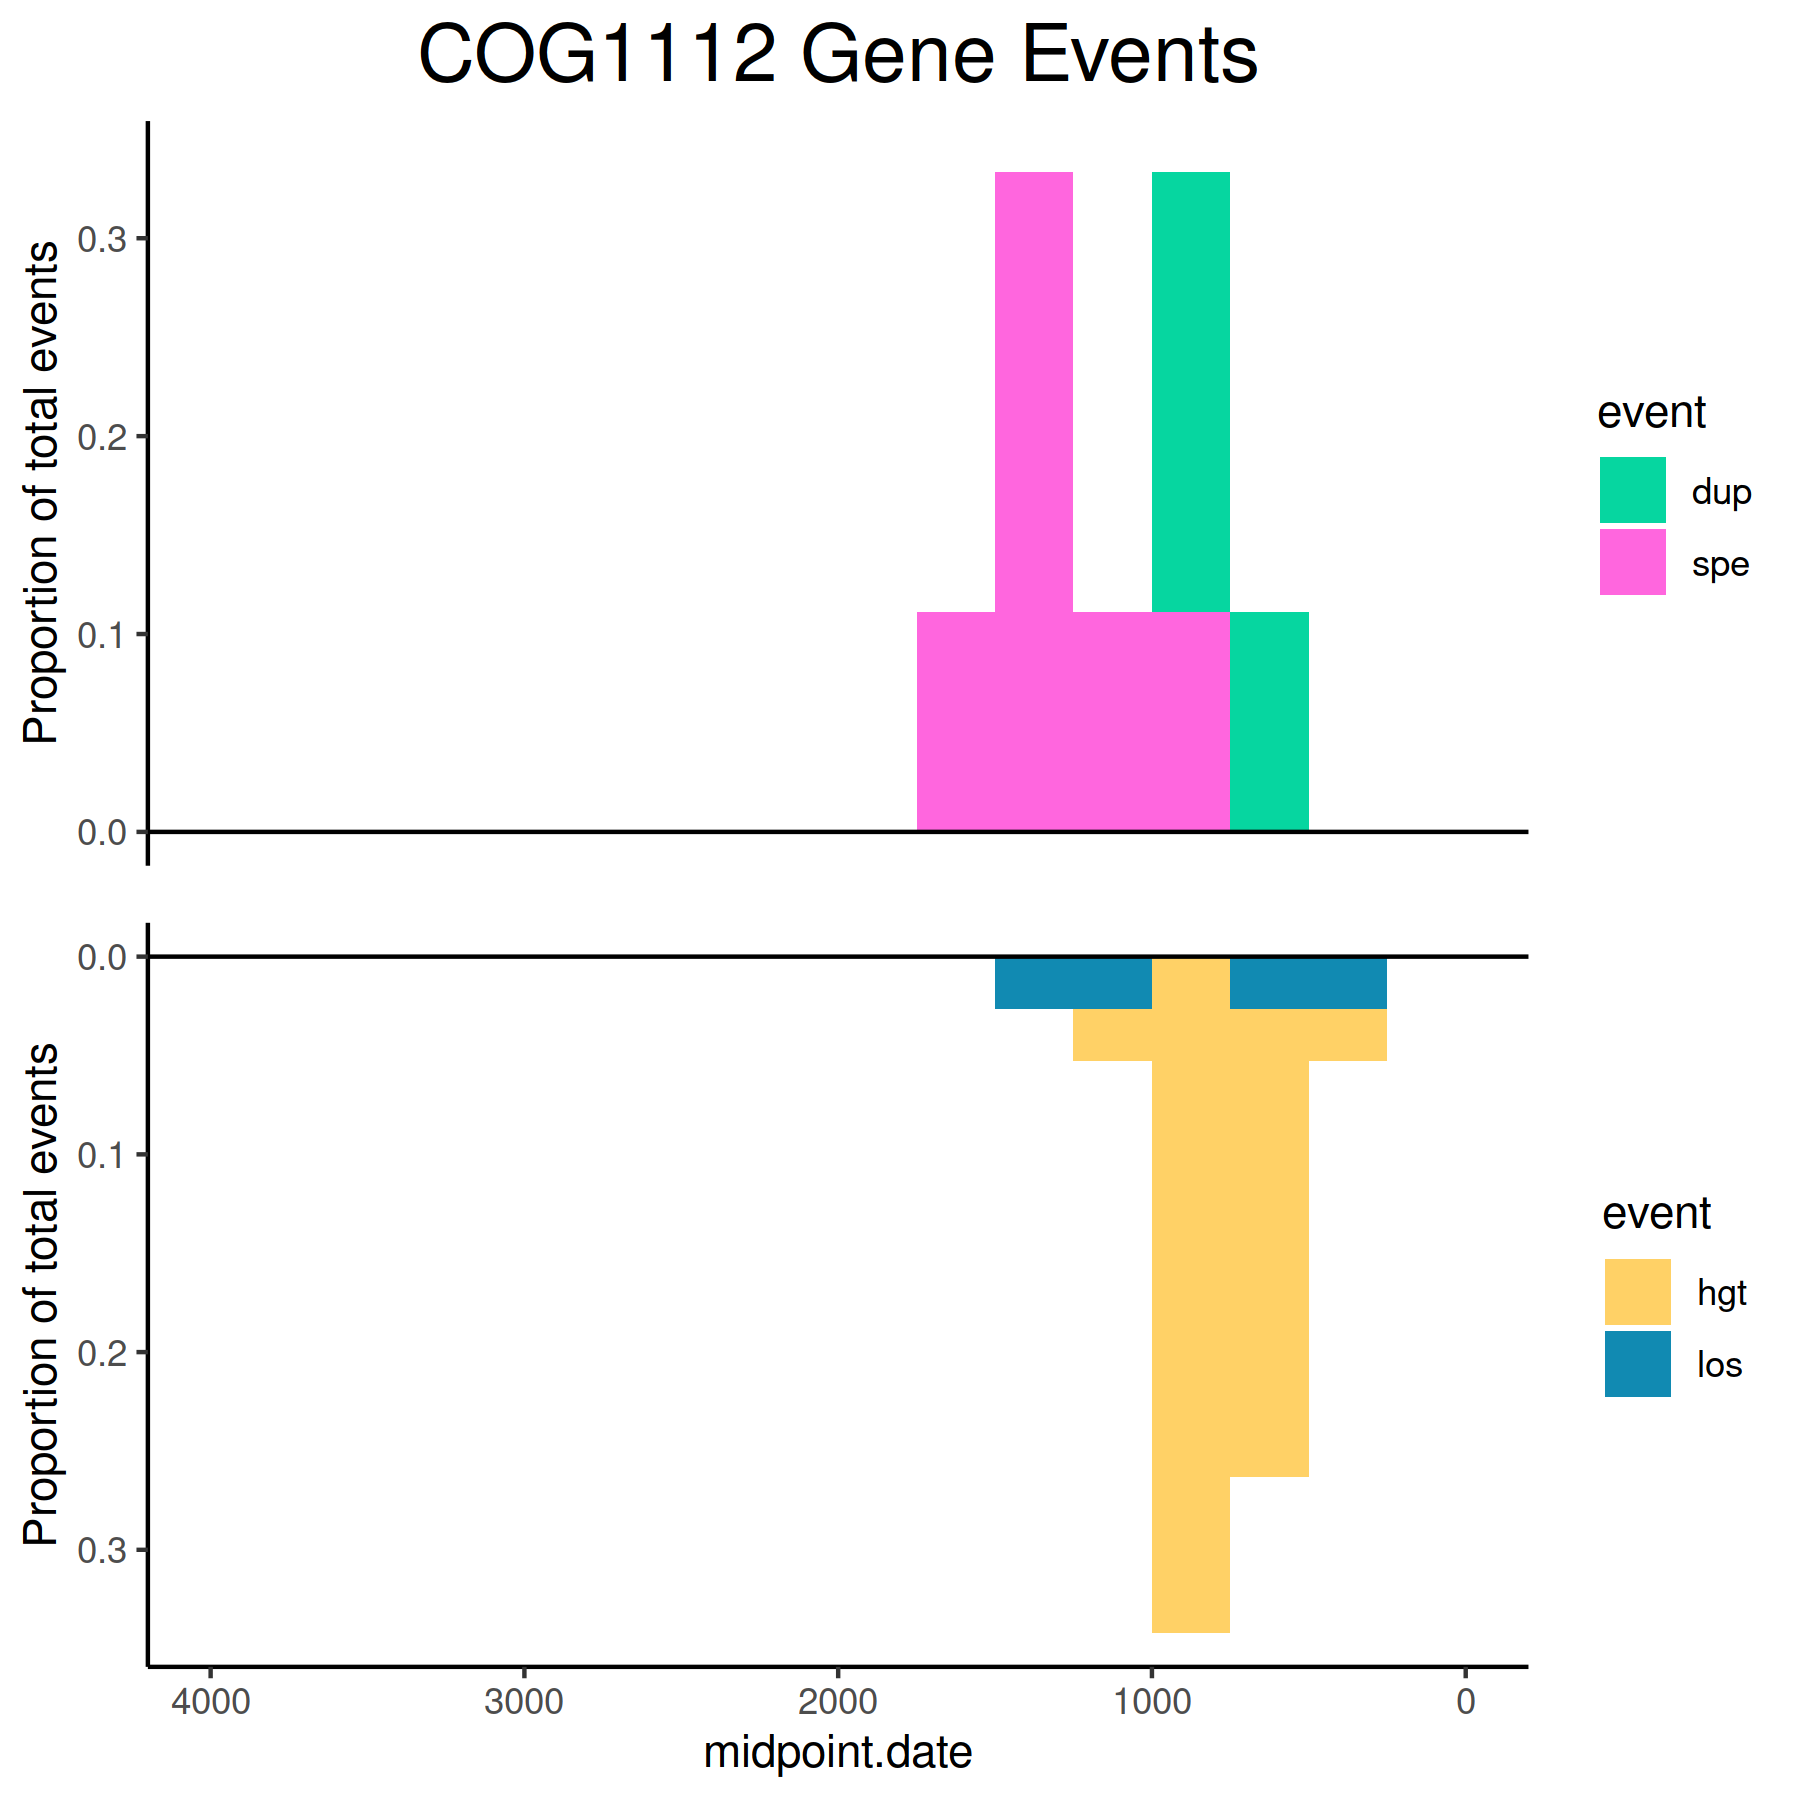 COG1112 Gene Events
Proportion of total events
0.3
0.2
0.1
0.0
event
dup
spe
Proportion of total events
0.0
0.1
0.2
0.3
event
hgt
los
4000 3000 2000 1000 0
midpoint.date